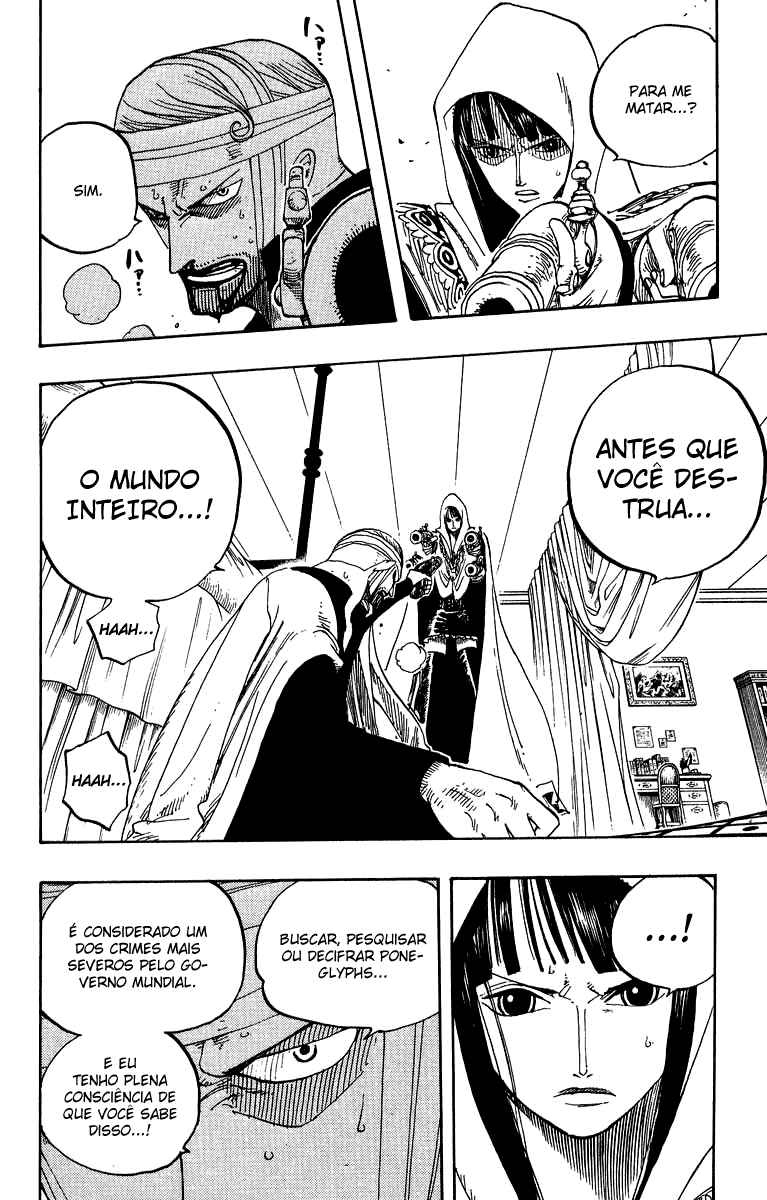 PARA ME
MATAR...?
SIM.
ハァ…
ハァ…
ANTES QUE
VOCÊ DES-
TRUA...
O MUNDO
INTEIRO...!
HAAH...
HAAH...
...!
BUSCAR, PESQUISAR
OU DECIFRAR PONE-
GLYPHS...
É CONSIDERADO UM
DOS CRIMES MAIS
SEVEROS PELO GO-
VERNO MUNDIAL.
E EU
TENHO PLENA
CONSCIÊNCIA DE
QUE VOCÊ SABE
DISSO...!